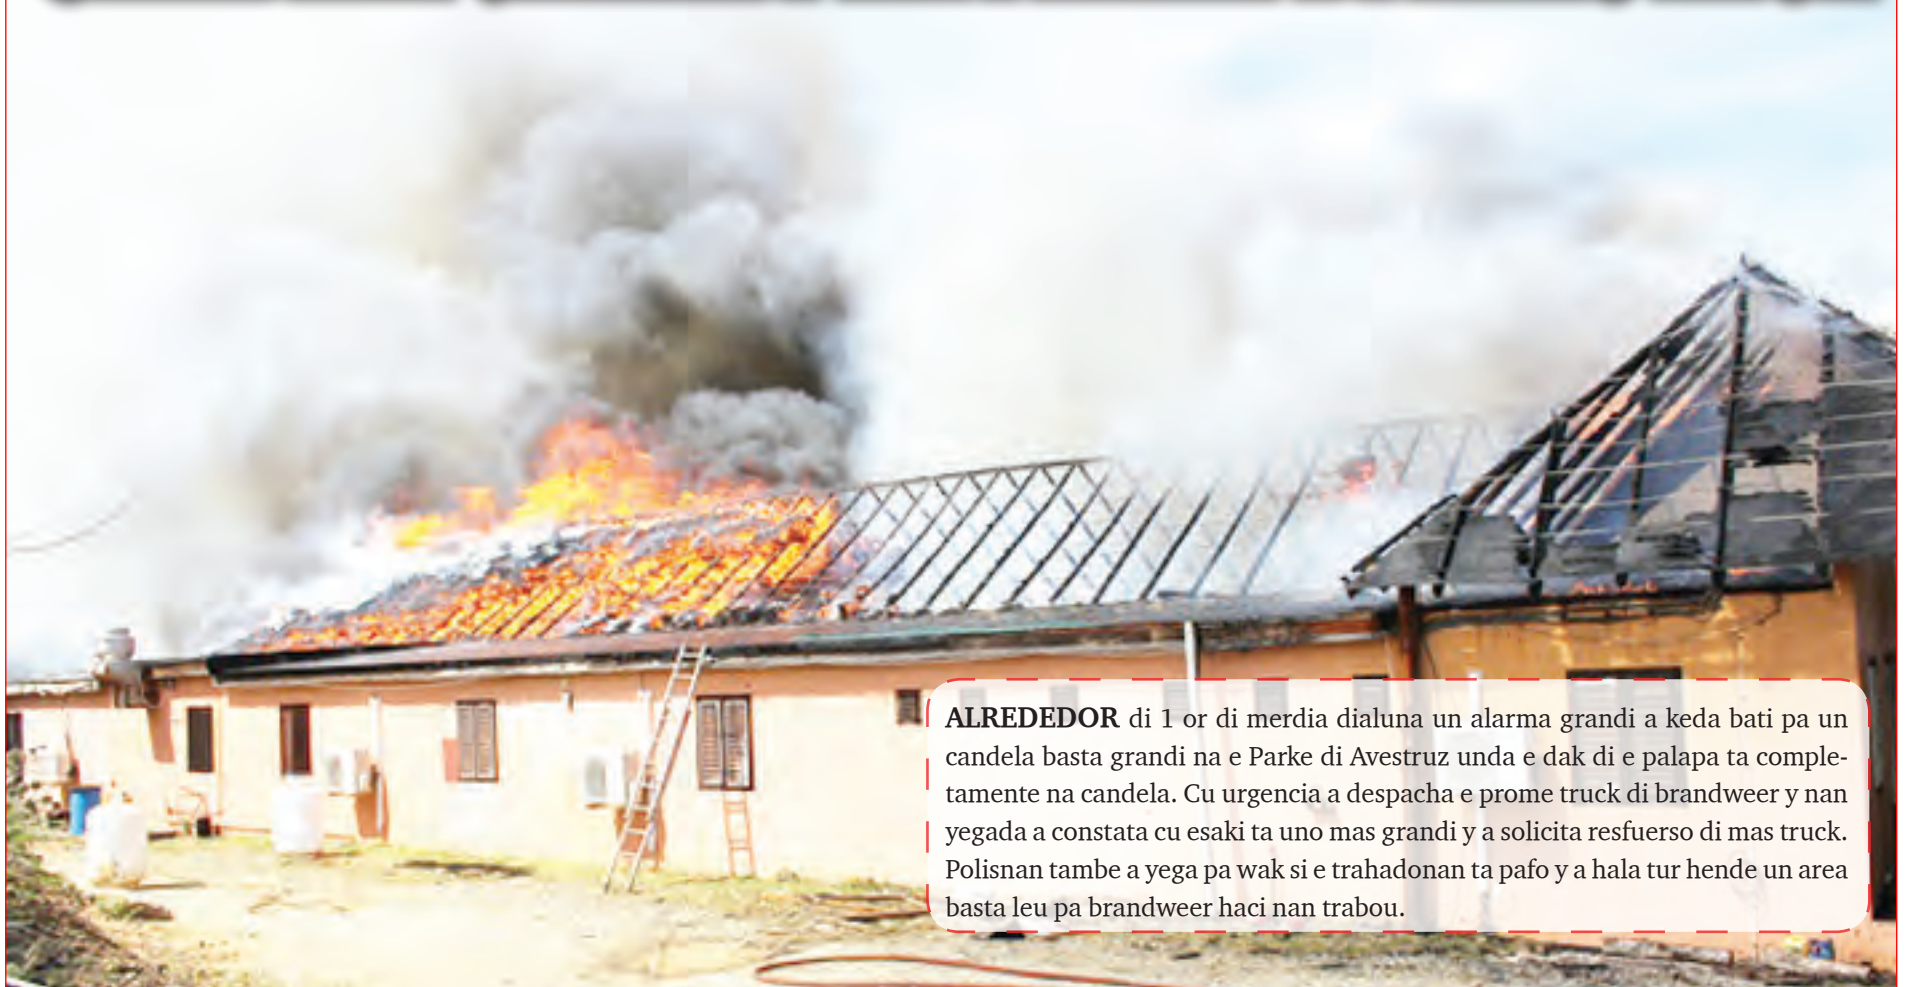 ALREDEDOR di 1 or di merdia dialuna un alarma grandi a keda bati pa un
candela basta grandi na e Parke di Avestruz unda e dak di e palapa ta comple-
tamente na candela. Cu urgencia a despacha e prome truck di brandweer y nan
yegada a constata cu esaki ta uno mas grandi y a solicita resfuerso di mas truck.
Polisnan tambe a yega pa wak si e trahadonan ta pafo y a hala tur hende un area
basta leu pa brandweer haci nan trabou.